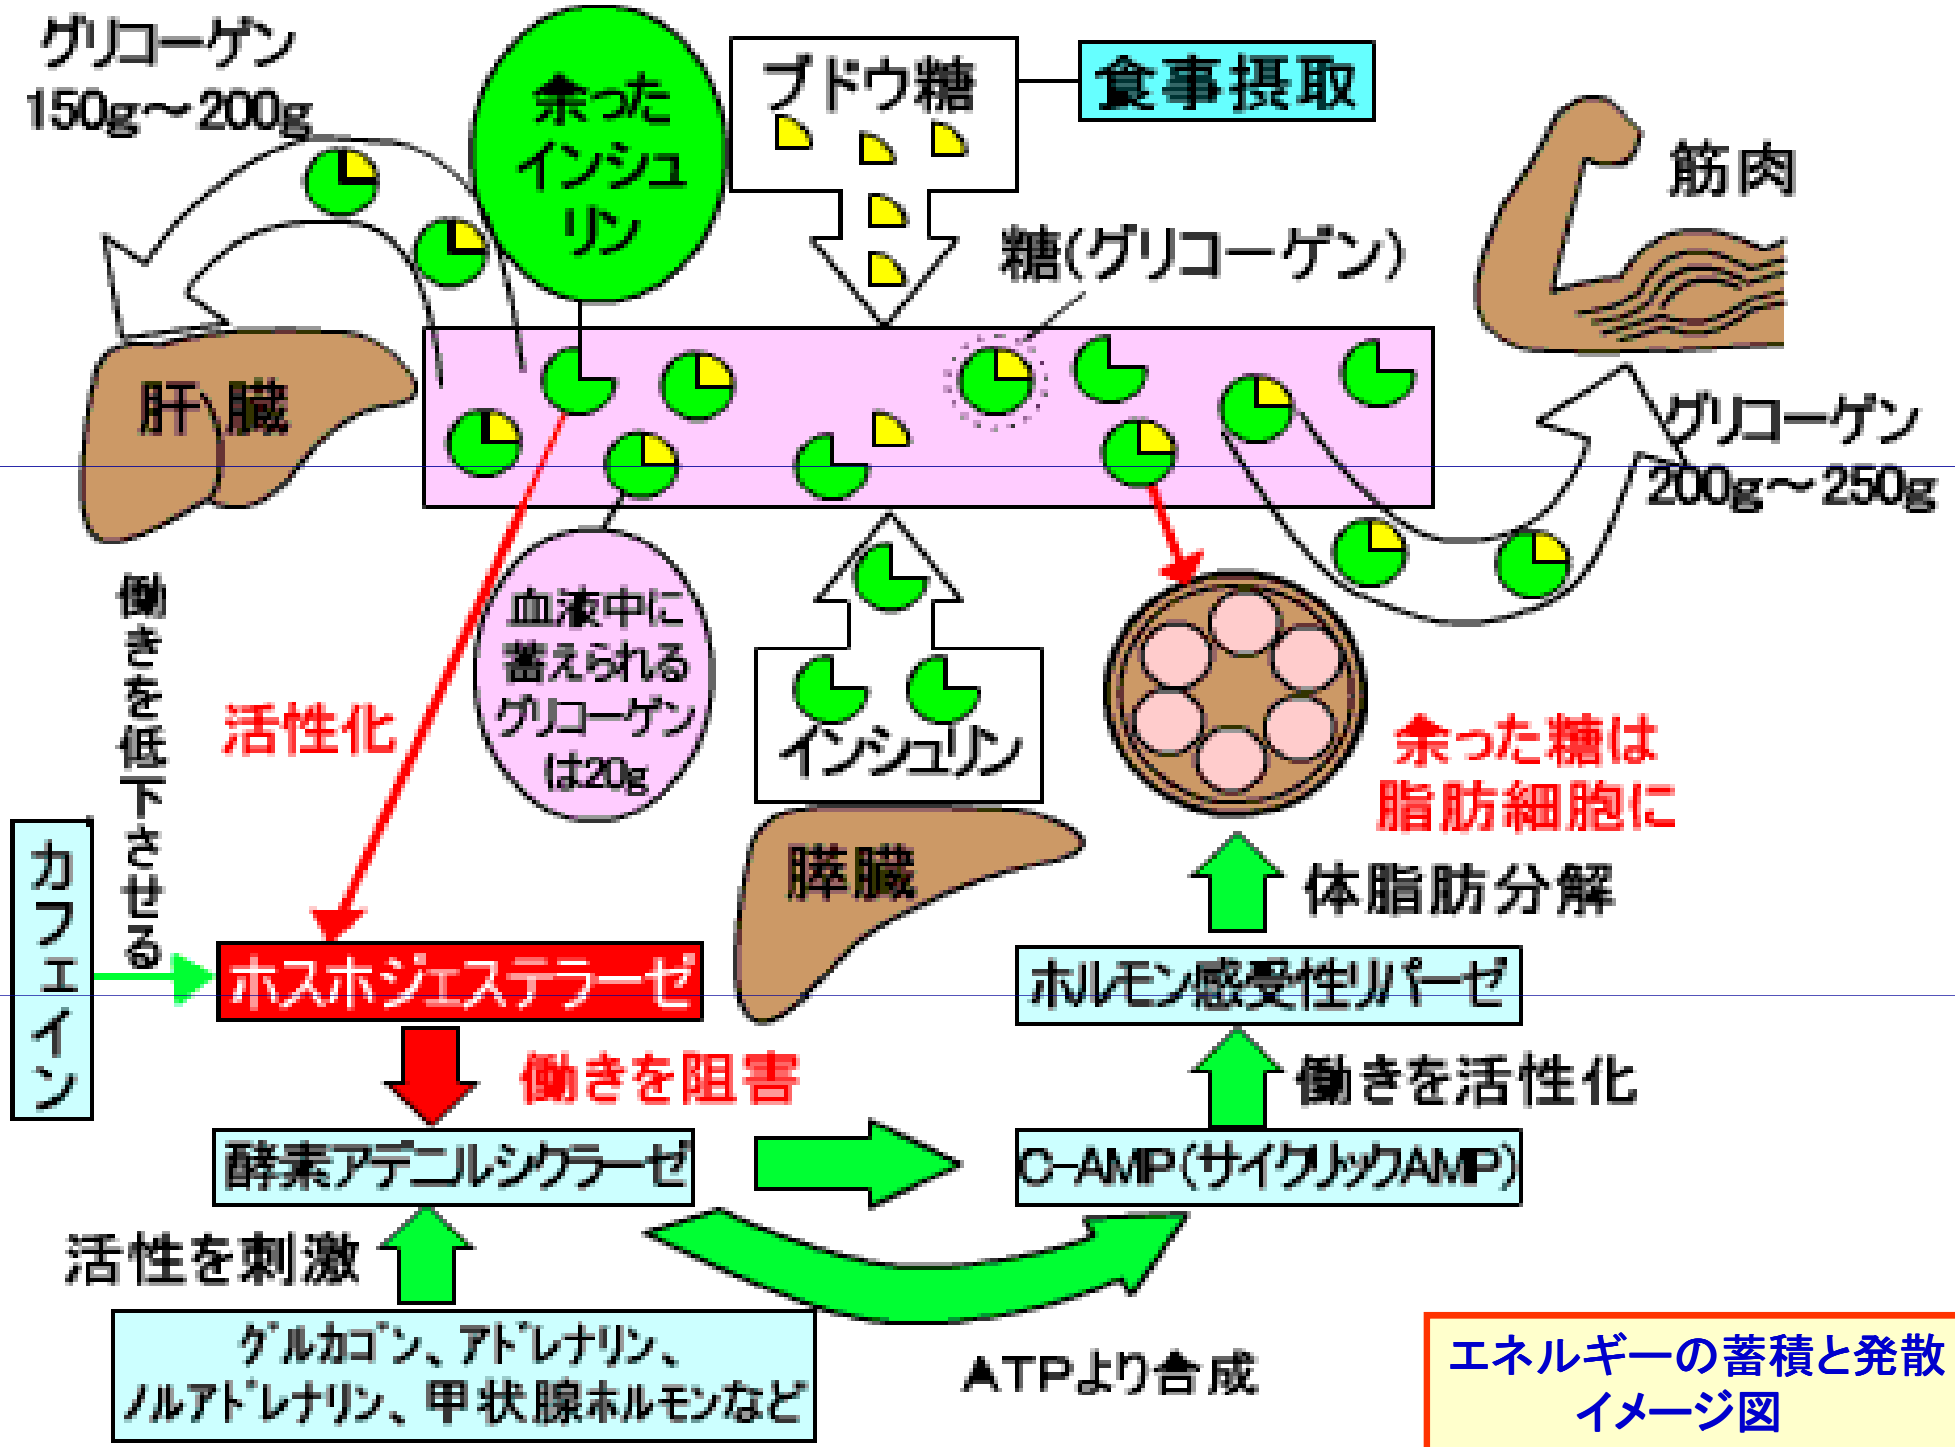 グリコーゲン
150g～200g
余った
インシュ
リン
ブドウ糖
食事摂取
筋肉
糖(グリコーゲン)
肝臓
グリコーゲン
200g～250g
働きを低下させる
血液中に
蓄えられる
グリコーゲン
は20g
活性化
インシュリン
余った糖は
脂肪細胞に
カフェイン
膵臓
体脂肪分解
ホスホジェステラーゼ
ホルモン感受性リパーゼ
働きを阻害
働きを活性化
酵素アデニルシクラーゼ
C-AMP(サイクリックAMP)
活性を刺激
グルカゴン、アドレナリン、
ノルアドレナリン、甲状腺ホルモンなど
ATPより合成
エネルギーの蓄積と発散
イメージ図